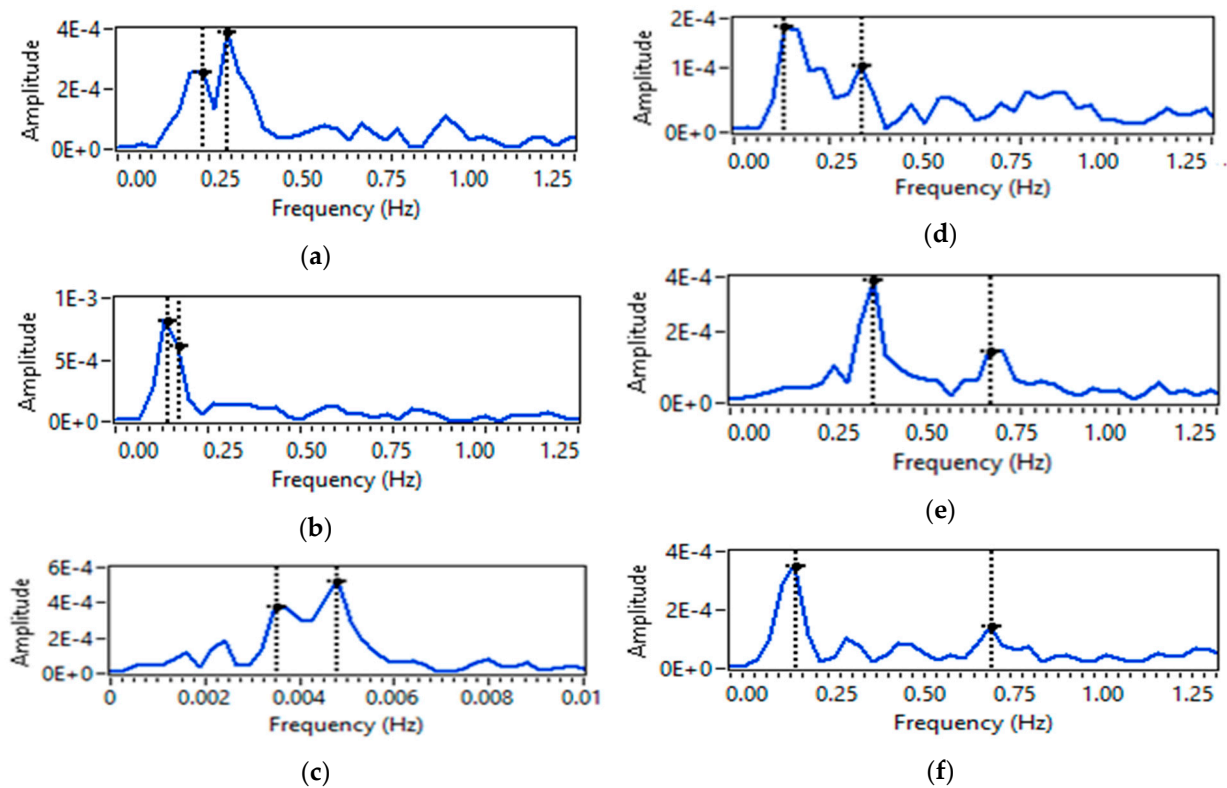 4E-4
2E-4
0E+0
Amplitude
0.00 0.25 0.50 0.75 1.00 1.25
Frequency (Hz)
(a)
1E-3
5E-4
0E+0
Amplitude
0.00 0.25 0.50 0.75 1.00 1.25
Frequency (Hz)
(b)
6E-4
4E-4
2E-4
0E+0
Amplitude
0 0.002 0.004 0.006 0.008 0.01
Frequency (Hz)
(c)
2E-4
1E-4
0E+0
Amplitude
0.00 0.25 0.50 0.75 1.00 1.25
Frequency (Hz)
(d)
4E-4
2E-4
0E+0
Amplitude
0.00 0.25 0.50 0.75 1.00 1.25
Frequency (Hz)
(e)
4E-4
2E-4
0E+0
Amplitude
0.00 0.25 0.50 0.75 1.00 1.25
Frequency (Hz)
(f)